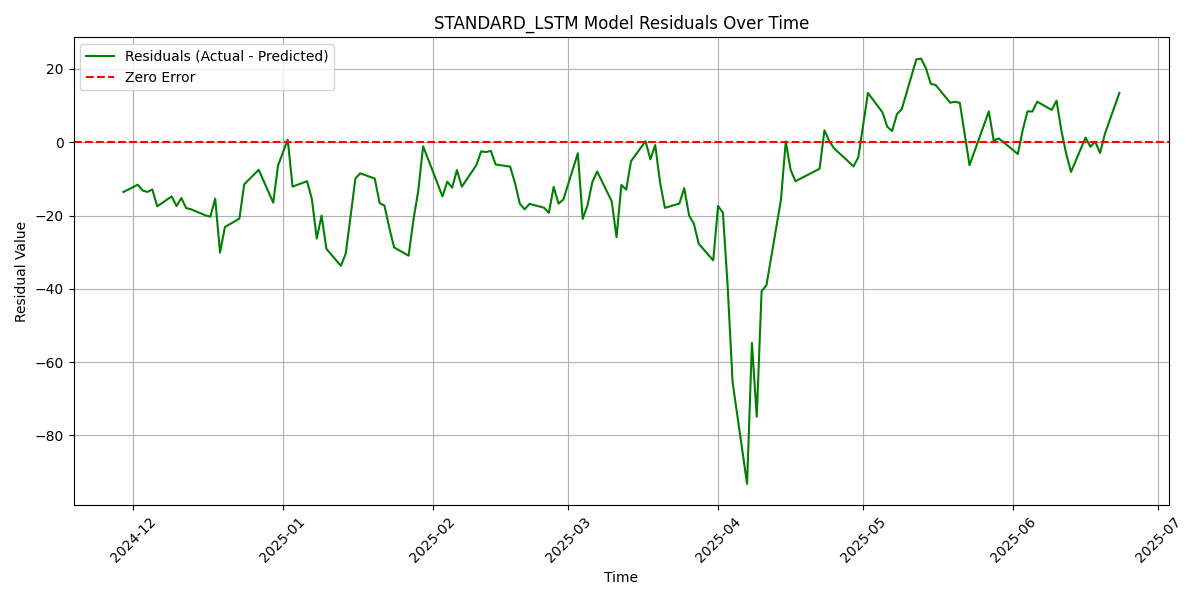 STANDARD_LSTM Model Residuals Over Time
Residuals (Actual - Predicted)
Zero Error
Residual Value
20
0
−20
−40
−60
−80
2024-12
2025-01
2025-02
2025-03
2025-04
2025-05
2025-06
2025-07
Time